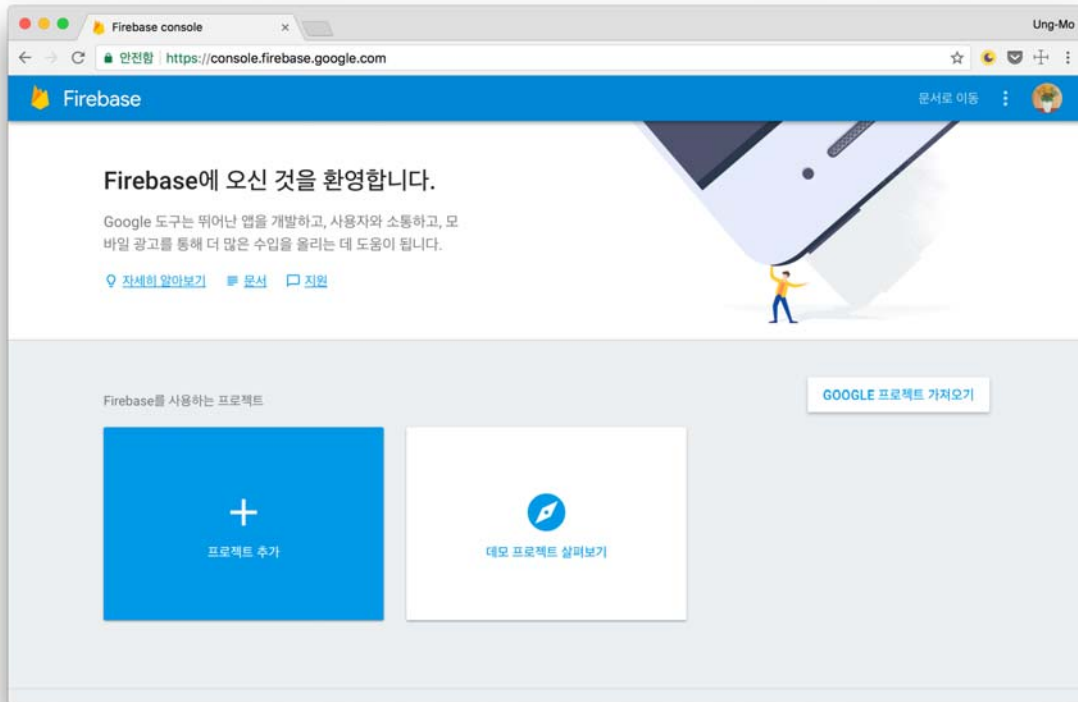 Firebase console
Ung-Mo
안전함 https://console.firebase.google.com
Firebase
문서로 이동
Firebase에 오신 것을 환영합니다.
Google 도구는 뛰어난 앱을 개발하고, 사용자와 소통하고, 모
바일 광고를 통해 더 많은 수입을 올리는 데 도움이 됩니다.
자세히 알아보기 문서 지원
Firebase를 사용하는 프로젝트
GOOGLE 프로젝트 가져오기
프로젝트 추가
데모 프로젝트 살펴보기